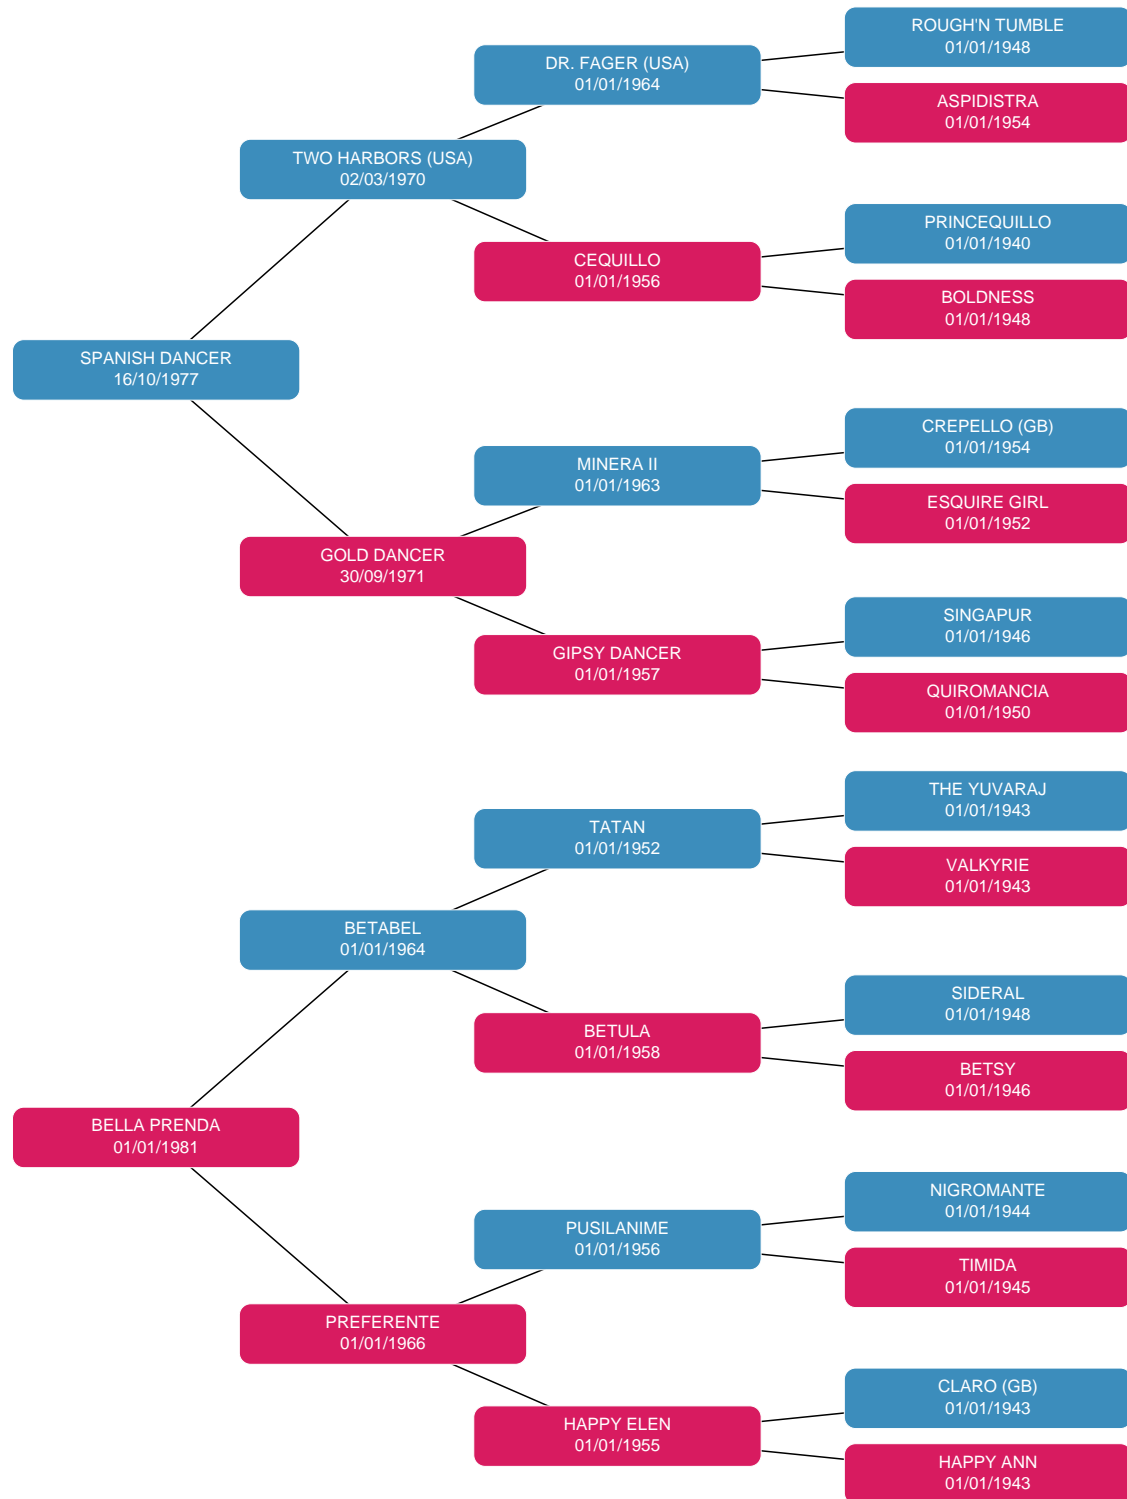 ROUGH'N TUMBLE
01/01/1948
DR. FAGER (USA)
01/01/1964
ASPIDISTRA
01/01/1954
TWO HARBORS (USA)
02/03/1970
PRINCEQUILLO
01/01/1940
CEQUILLO
01/01/1956
BOLDNESS
01/01/1948
SPANISH DANCER
16/10/1977
CREPELLO (GB)
01/01/1954
MINERA II
01/01/1963
ESQUIRE GIRL
01/01/1952
GOLD DANCER
30/09/1971
SINGAPUR
01/01/1946
GIPSY DANCER
01/01/1957
QUIROMANCIA
01/01/1950
THE YUVARAJ
01/01/1943
TATAN
01/01/1952
VALKYRIE
01/01/1943
BETABEL
01/01/1964
SIDERAL
01/01/1948
BETULA
01/01/1958
BETSY
01/01/1946
BELLA PRENDA
01/01/1981
NIGROMANTE
01/01/1944
PUSILANIME
01/01/1956
TIMIDA
01/01/1945
PREFERENTE
01/01/1966
CLARO (GB)
01/01/1943
HAPPY ELEN
01/01/1955
HAPPY ANN
01/01/1943